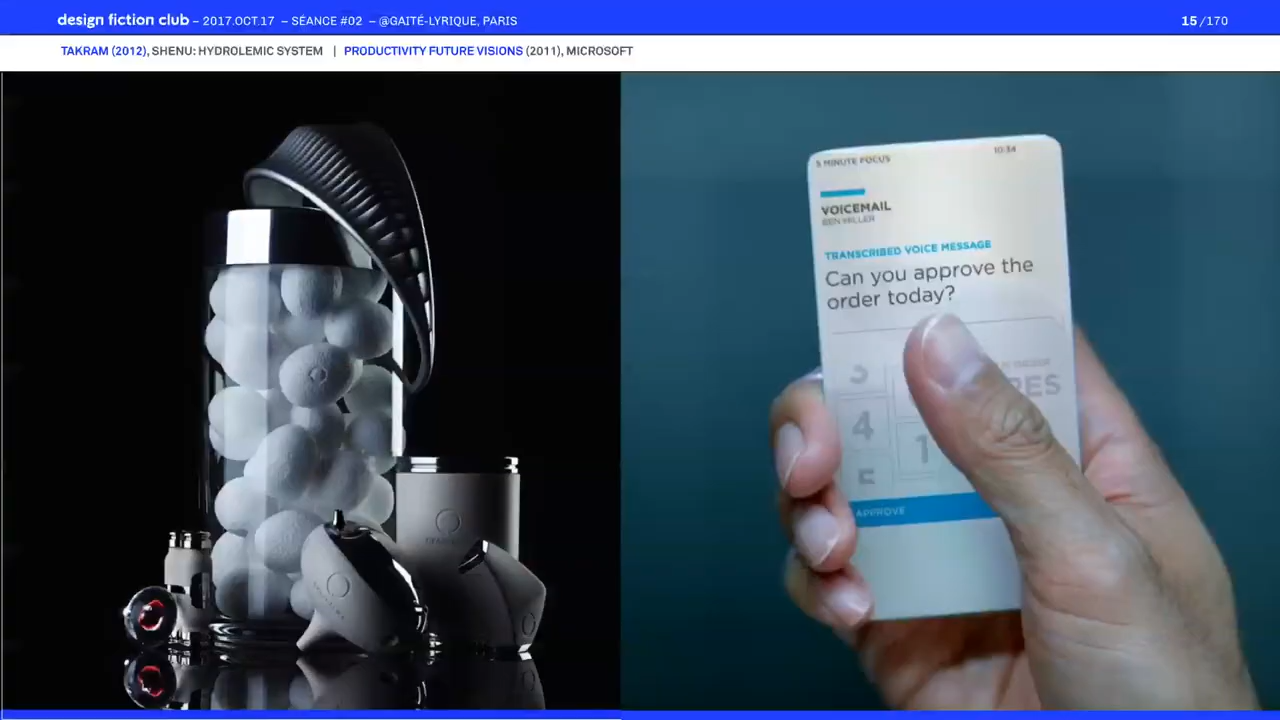 design fiction club – 2017.OCT.17 – SÉANCE #02 – @GAITÉ-LYRIQUE, PARIS
15/170
TAKRAM (2012), SHENU: HYDROLEMIC SYSTEM | PRODUCTIVITY FUTURE VISIONS (2011), MICROSOFT
5 MINUTE FOCUS
10:34
VOICEMAIL
BEN MILLER
TRANSCRIBED VOICE MESSAGE
Can you approve the
order today?
3
RES
4
1
APPROVE